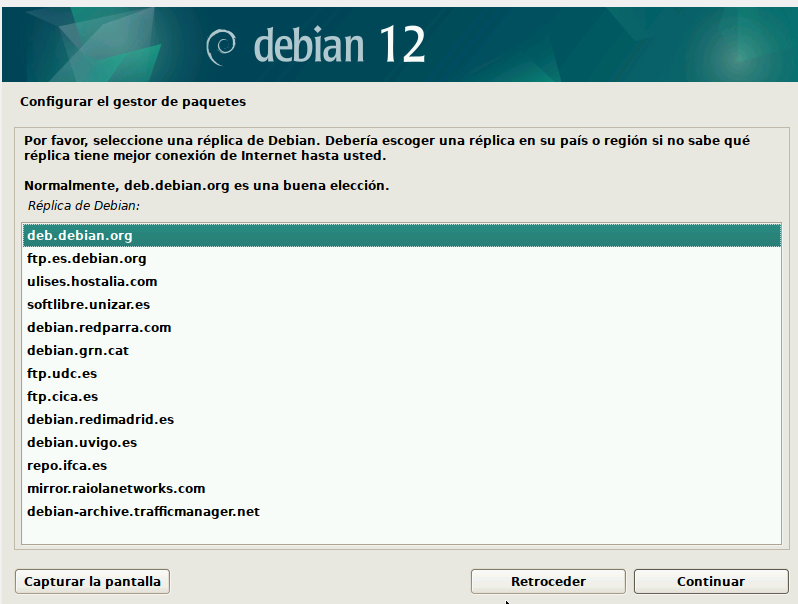 debian 12
Configurar el gestor de paquetes
Por favor, seleccione una réplica de Debian. Debería escoger una réplica en su país o región si no sabe qué
réplica tiene mejor conexión de Internet hasta usted.
Normalmente, deb.debian.org es una buena elección.
Réplica de Debian:
deb.debian.org
ftp.es.debian.org
ulises.hostalia.com
softlibre.unizar.es
debian.redparra.com
debian.grn.cat
ftp.udc.es
ftp.cica.es
debian.redimadrid.es
debian.uvigo.es
repo.ifca.es
mirror.raiolanetworks.com
debian-archive.trafficmanager.net
Capturar la pantalla
Retroceder
Continuar